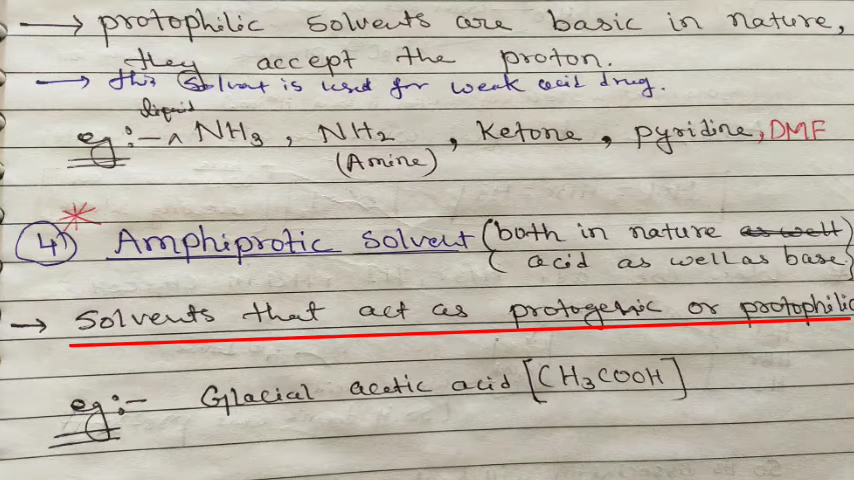 → protophilic solvents are basic in nature,
they accept the proton.
→ this solvent is used for weak acid drug.
liquid
eg:- ^ NH3, NH2, Ketone, pyridine, DMF
(Amine)
4) Amphiprotic solvent (both in nature as well)
( acid as well as base)
→ Solvents that act as protogenic or protophilic
eg:- Glacial acetic acid [CH3COOH]